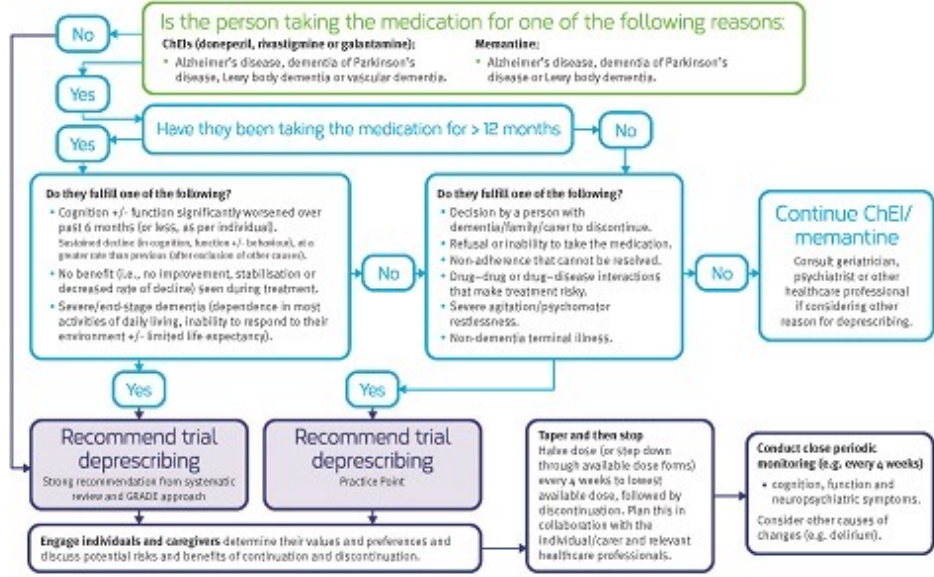 Is the person taking the medication for one of the following reasons:
No
ChEIs (donepezil, rivastigmine or galantamine):
• Alzheimer's disease, dementia of Parkinson's
disease, Lewy body dementia or vascular dementia.
Memantine:
• Alzheimer's disease, dementia of Parkinson's
disease or Lewy body dementia.
Yes
Have they been taking the medication for > 12 months
No
Yes
Do they fulfill one of the following?
• Cognition +/- function significantly worsened over
past 6 months (or less, as per individual).
Sustained decline (in cognition, function +/- behaviour), at a
greater rate than previous (after exclusion of other causes).
• No benefit (i.e., no improvement, stabilisation or
decreased rate of decline) seen during treatment.
• Severe/end-stage dementia (dependence in most
activities of daily living, inability to respond to their
environment +/- limited life expectancy).
No
Do they fulfill one of the following?
• Decision by a person with
dementia/family/carer to discontinue.
• Refusal or inability to take the medication.
• Non-adherence that cannot be resolved.
• Drug–drug or drug–disease interactions
that make treatment risky.
• Severe agitation/psychomotor
restlessness.
• Non-dementia terminal illness.
No
Continue ChEI/
memantine
Consult geriatrician,
psychiatrist or other
healthcare professional
if considering other
reason for deprescribing.
Yes
Yes
Recommend trial
deprescribing
Strong recommendation from systematic
review and GRADE approach
Recommend trial
deprescribing
Practice Point
Engage individuals and caregivers determine their values and preferences and
discuss potential risks and benefits of continuation and discontinuation.
Taper and then stop
Halve dose (or step down
through available dose forms)
every 4 weeks to lowest
available dose, followed by
discontinuation. Plan this in
collaboration with the
individual/carer and relevant
healthcare professionals.
Conduct close periodic
monitoring (e.g. every 4 weeks)
• cognition, function and
neuropsychiatric symptoms.
Consider other causes of
changes (e.g. delirium).